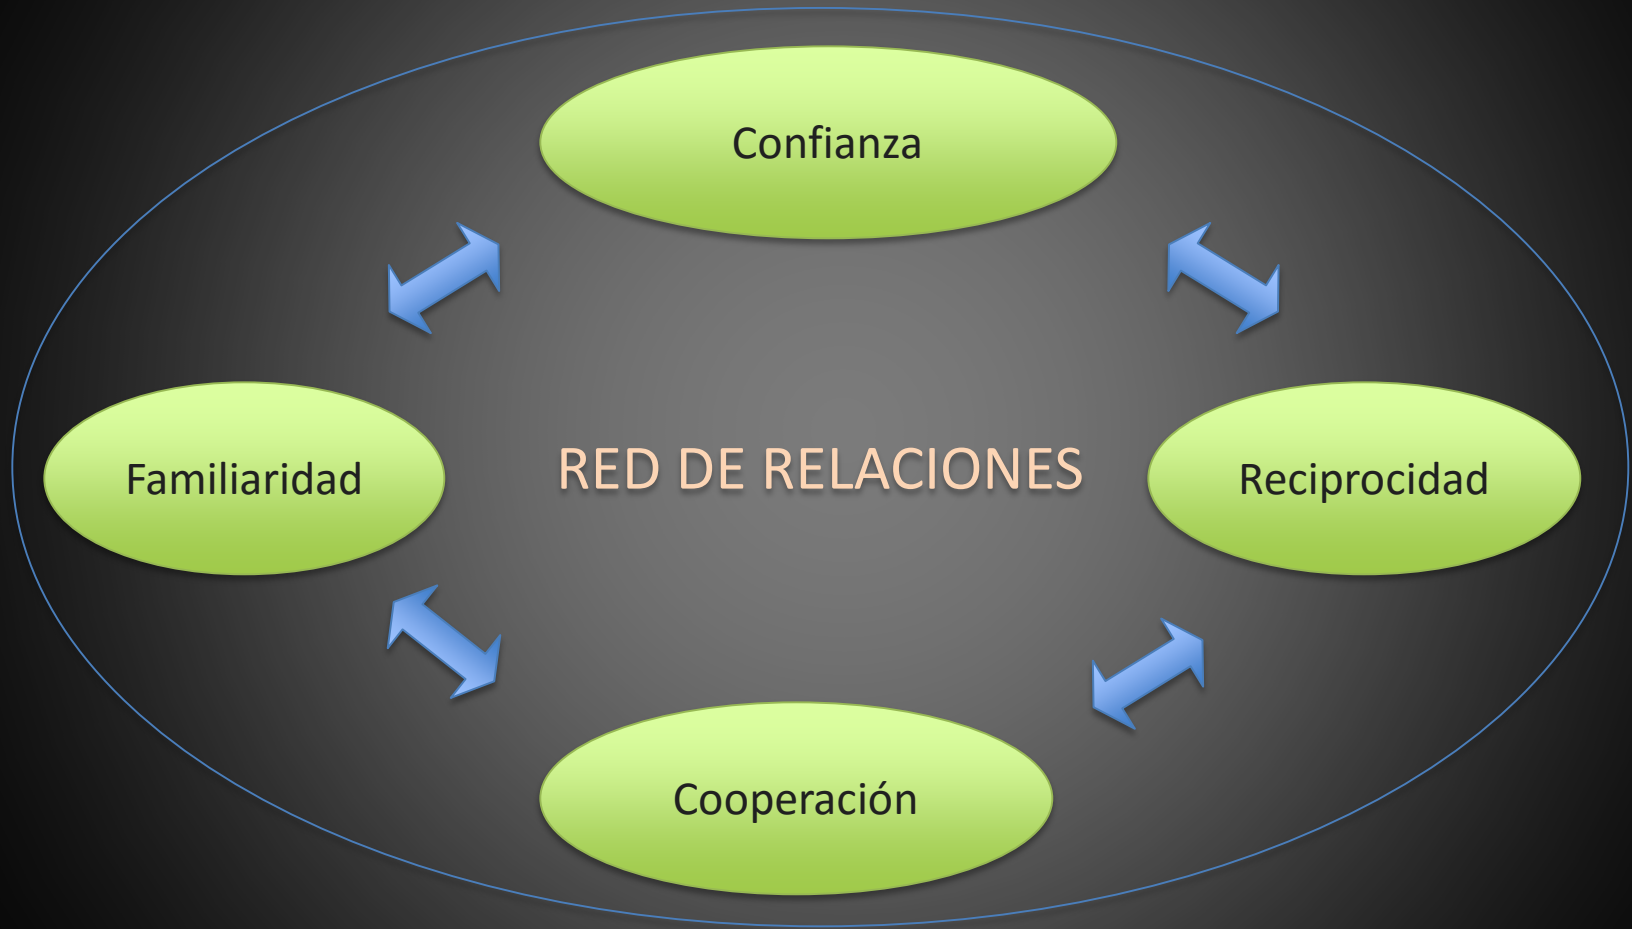 Confianza
Familiaridad
RED DE RELACIONES
Reciprocidad
Cooperación